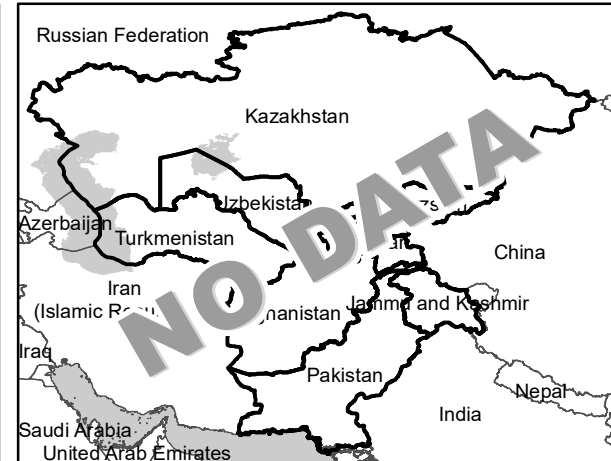 Russian Federation
Kazakhstan
NO DATA
Azerbaijan
Turkmenistan
China
Iran
(Islamic
Jammu and Kashmir
Iraq
Pakistan
Nepal
India
Saudi Arabia
United Arab Emirates